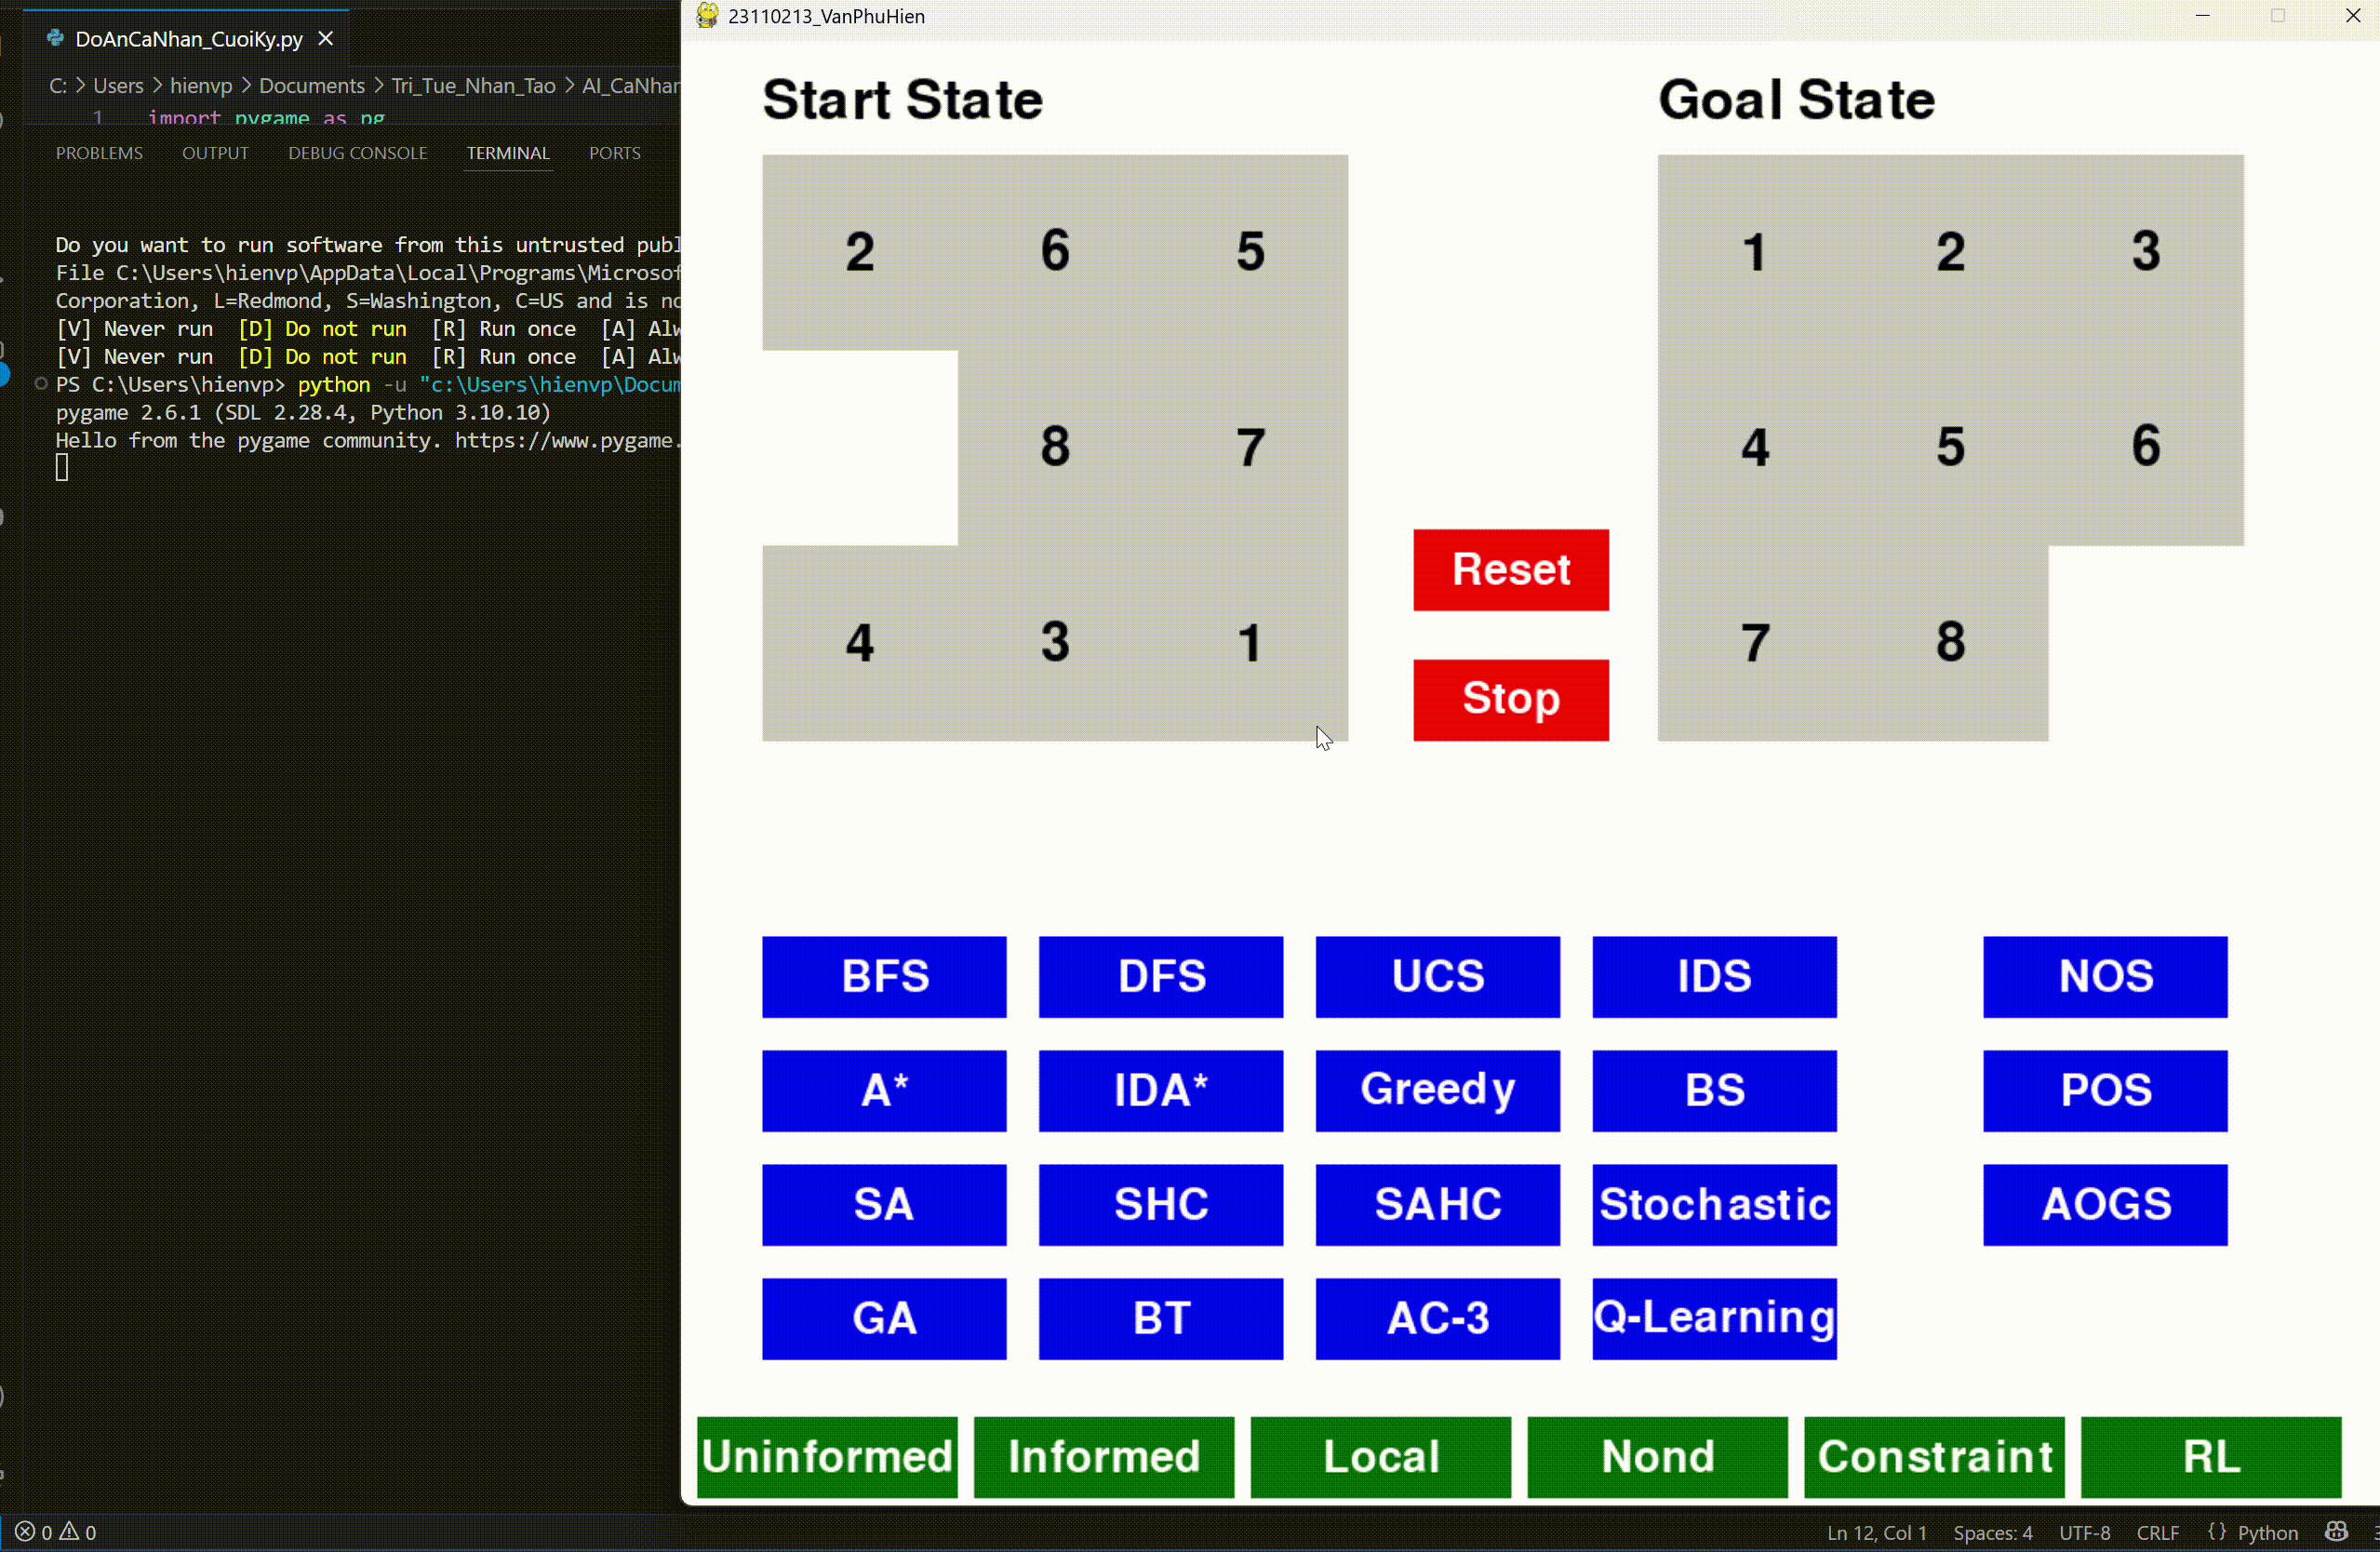 DoAnCaNhan_CuoiKy.py
C: > Users > hienvp > Documents > Tri_Tue_Nhan_Tao > AI_CaNhan
1 import pygame as pg
PROBLEMS OUTPUT DEBUG CONSOLE TERMINAL PORTS
Do you want to run software from this untrusted publ
File C:\Users\hienvp\AppData\Local\Programs\Microsof
Corporation, L=Redmond, S=Washington, C=US and is no
[V] Never run [D] Do not run [R] Run once [A] Alw
[V] Never run [D] Do not run [R] Run once [A] Alw
PS C:\Users\hienvp> python -u "c:\Users\hienvp\Docum
pygame 2.6.1 (SDL 2.28.4, Python 3.10.10)
Hello from the pygame community. https://www.pygame.
23110213_VanPhuHien
Start State
2 6 5
8 7
4 3 1
Reset
Stop
Goal State
1 2 3
4 5 6
7 8
BFS DFS UCS IDS NOS
A* IDA* Greedy BS POS
SA SHC SAHC Stochastic AOGS
GA BT AC-3 Q-Learning
Uninformed Informed Local Nond Constraint RL
0 0 Ln 12, Col 1 Spaces: 4 UTF-8 CRLF {} Python